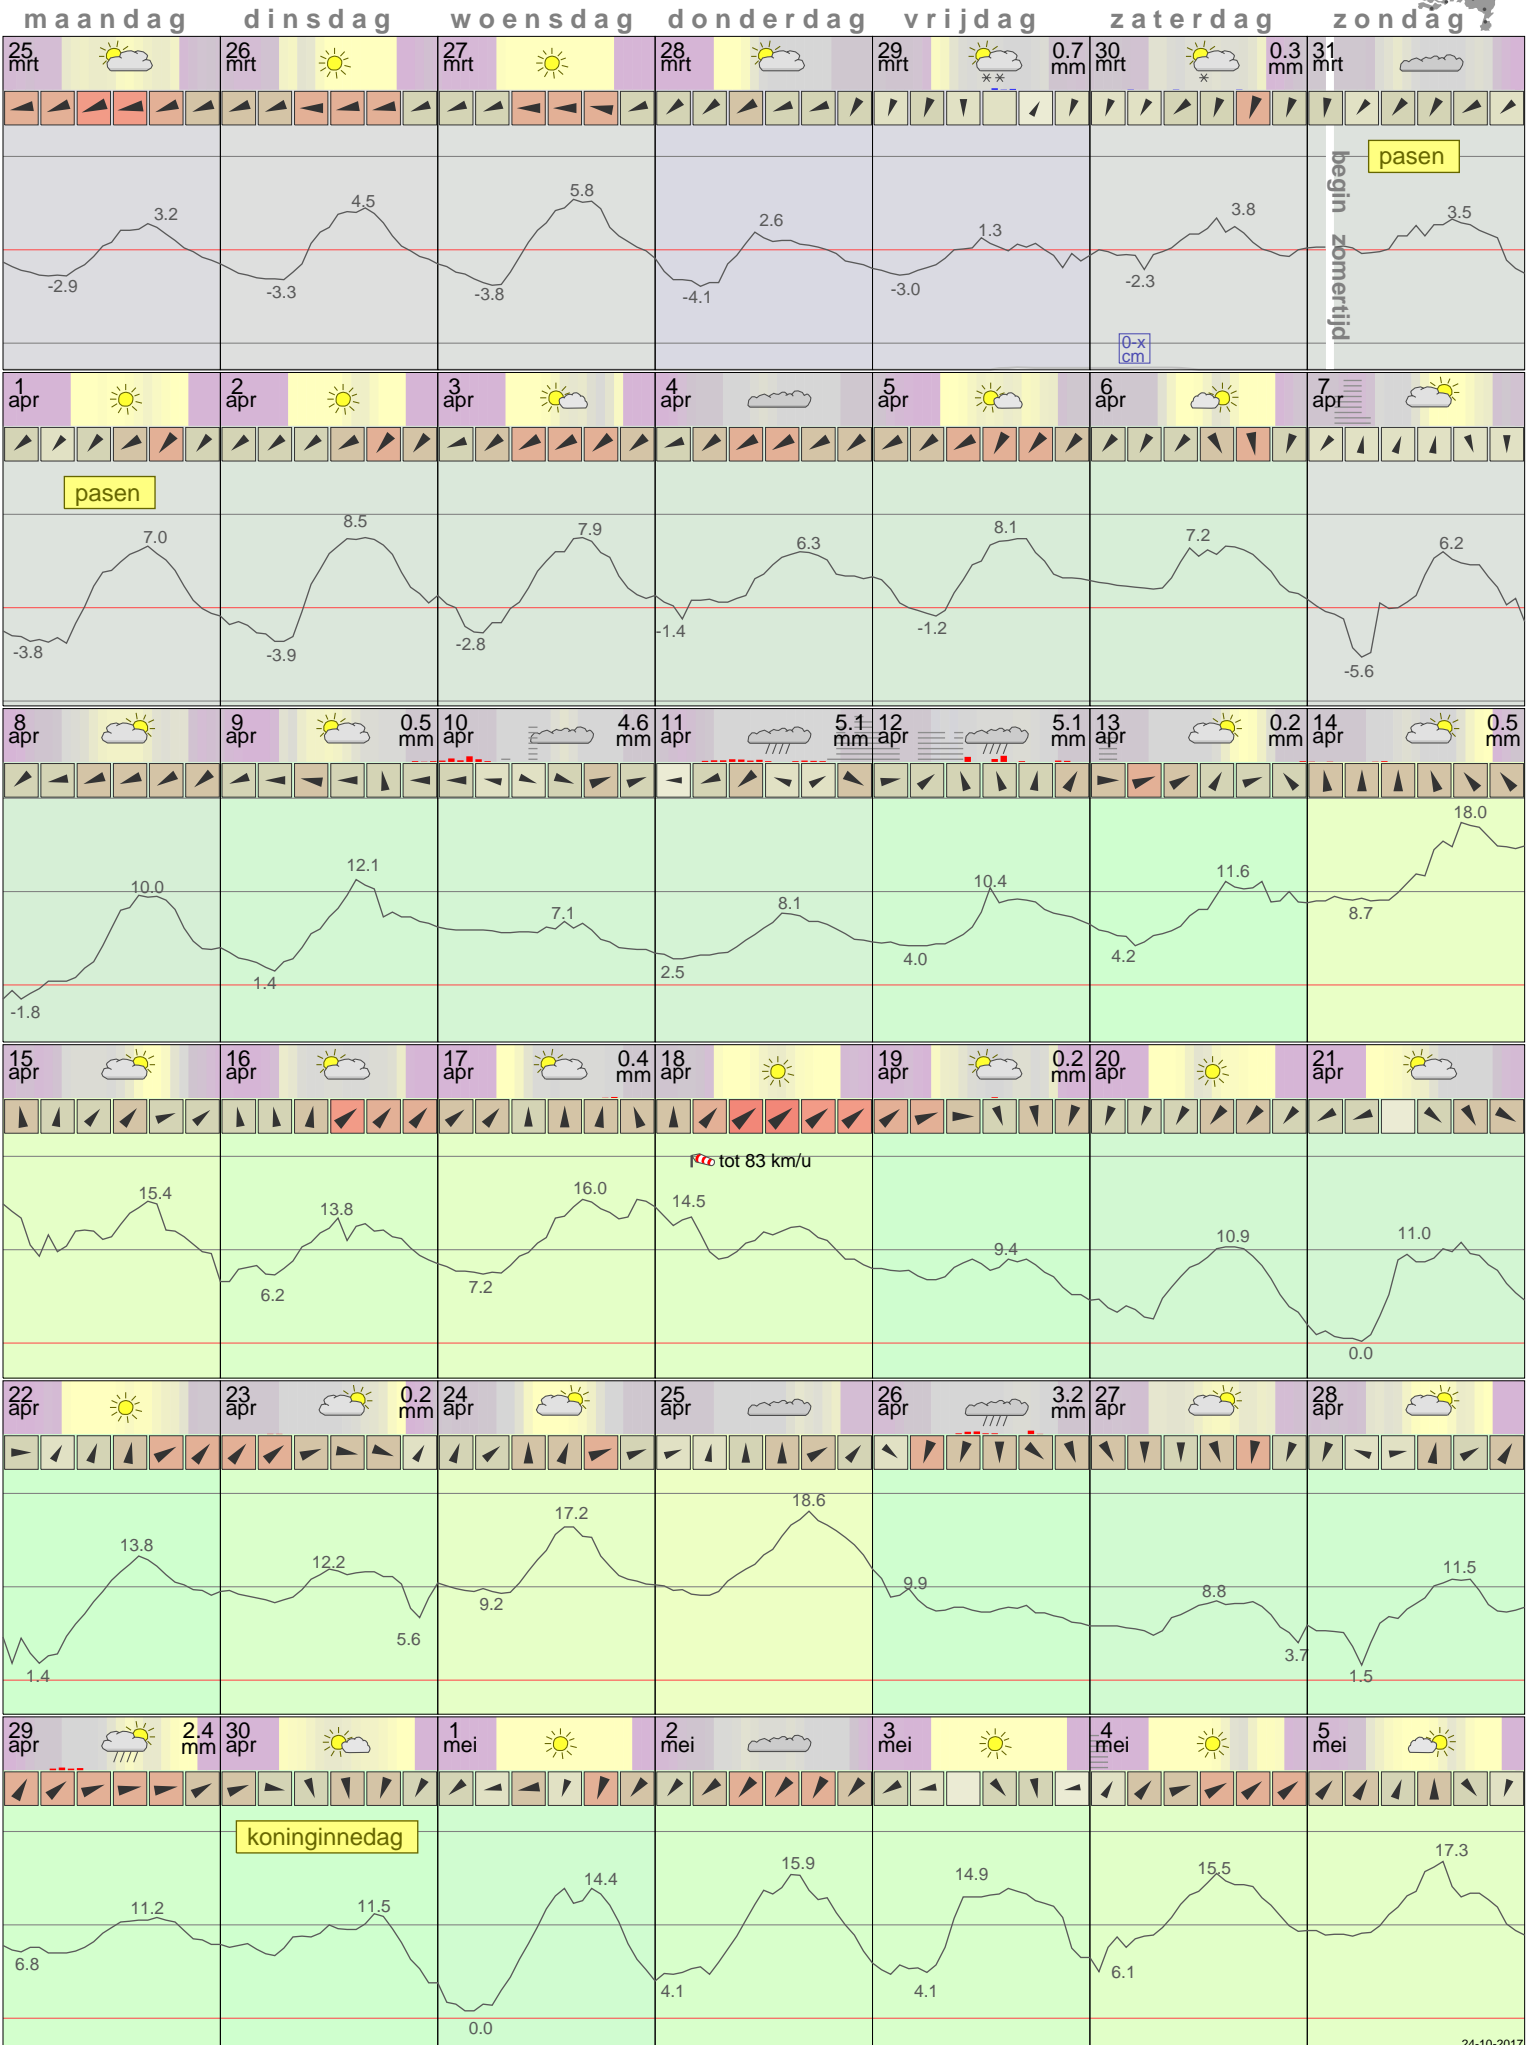 maandag dinsdag woensdag donderdag vrijdag zaterdag zondag
25 26 27 28 29 0.7 30 0.3 31
mrt mrt mrt mrt mrt mm mrt mm mrt
pasen
begin zomertijd
3.2 4.5 5.8 2.6 1.3 3.8 3.5
-2.9 -3.3 -3.8 -4.1 -3.0 -2.3
0-x
cm
1 2 3 4 5 6 7
apr apr apr apr apr apr apr
pasen
7.0 8.5 7.9 6.3 8.1 7.2 6.2
-3.8 -3.9 -2.8 -1.4 -1.2 -5.6
8 9 0.5 10 4.6 11 5.1 12 5.1 13 0.2 14 0.5
apr apr mm apr mm apr mm apr mm apr mm apr mm
10.0 12.1 7.1 8.1 10.4 11.6 18.0
-1.8 1.4 2.5 4.0 4.2 8.7
15 16 17 0.4 18 19 0.2 20 21
apr apr apr mm apr apr mm apr apr
tot 83 km/u
15.4 13.8 16.0 14.5 9.4 10.9 11.0
6.2 7.2 0.0
22 23 0.2 24 25 26 3.2 27 28
apr apr mm apr apr apr mm apr apr
13.8 12.2 17.2 18.6 9.9 8.8 11.5
1.4 5.6 9.2 3.7 1.5
29 2.4 30 1 2 3 4 5
apr mm apr mei mei mei mei mei
koninginnedag
11.2 11.5 14.4 15.9 14.9 15.5 17.3
6.8 0.0 4.1 4.1 6.1
24-10-2017